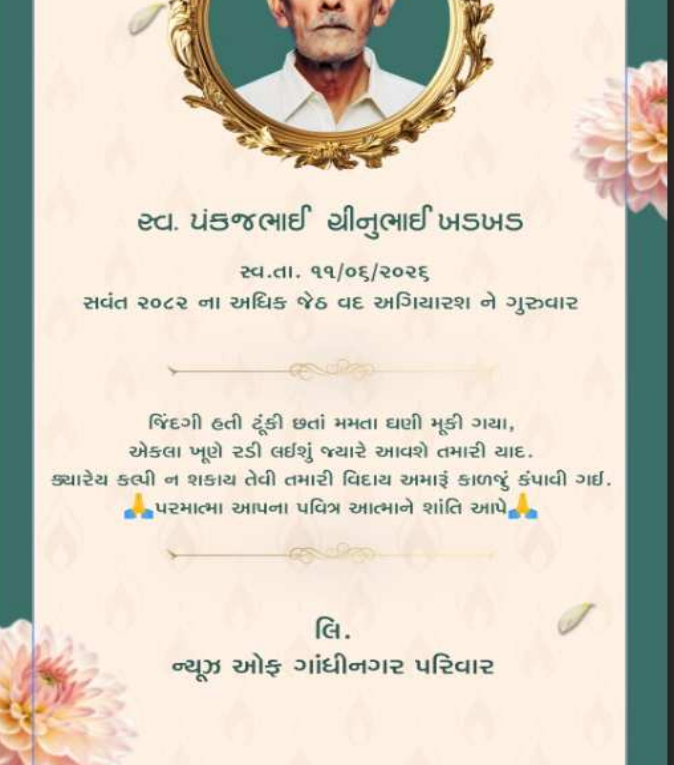 સ્વ. પંકજભાઈ ચીનુભાઈ ખડખડ
સ્વ.તા. ૧૧/૦૬/૨૦૨૬
સવંત ૨૦૮૨ ના અધિક જેઠ વદ અગિયારશ ને ગુરુવાર
જિંદગી હતી ટૂંકી છતાં મમતા ઘણી મૂકી ગયા,
એકલા ખૂણે રડી લઈશું જ્યારે આવશે તમારી યાદ.
ક્યારેય કલ્પી ન શકાય તેવી તમારી વિદાય અમારૂં કાળજું કંપાવી ગઈ.
🙏પરમાત્મા આપના પવિત્ર આત્માને શાંતિ આપે🙏
લિ.
ન્યૂઝ ઓફ ગાંધીનગર પરિવાર